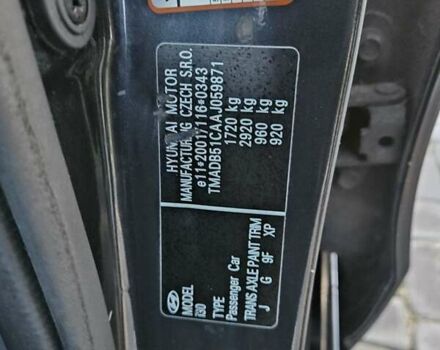 HYUNDAI MOTOR
MANUFACTURING CZECH S.R.O.
e11*2001/116*0343
TMADB51CAAJ059871
1720 kg
2920 kg
960 kg
920 kg
MODEL
i30
TYPE
Passenger Car
TRANS AXLE PAINT TRIM
J G 9F XP